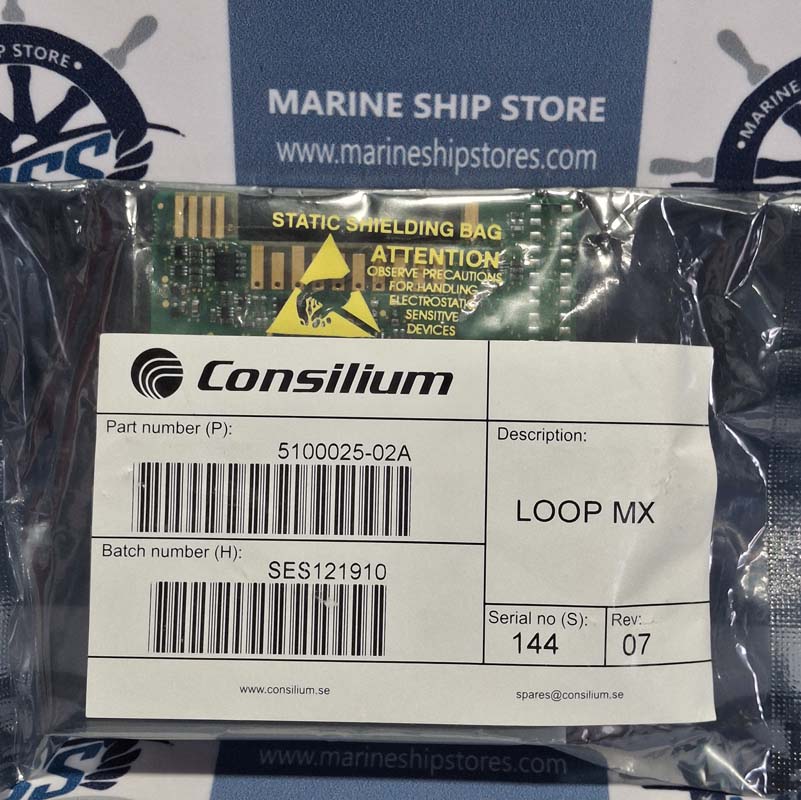 SHIP STORE
MARINE SHIP STORE
www.marineshipstores.com
MARINE
STATIC SHIELDING BAG
ATTENTION
OBSERVE PRECAUTIONS
FOR HANDLING
ELECTROSTATIC
SENSITIVE
DEVICES
Consilium
Part number (P):
5100025-02A
Description:
LOOP MX
Batch number (H):
SES121910
Serial no (S):
144
Rev:
07
www.consilium.se
spares@consilium.se
www.marineshipstores.com